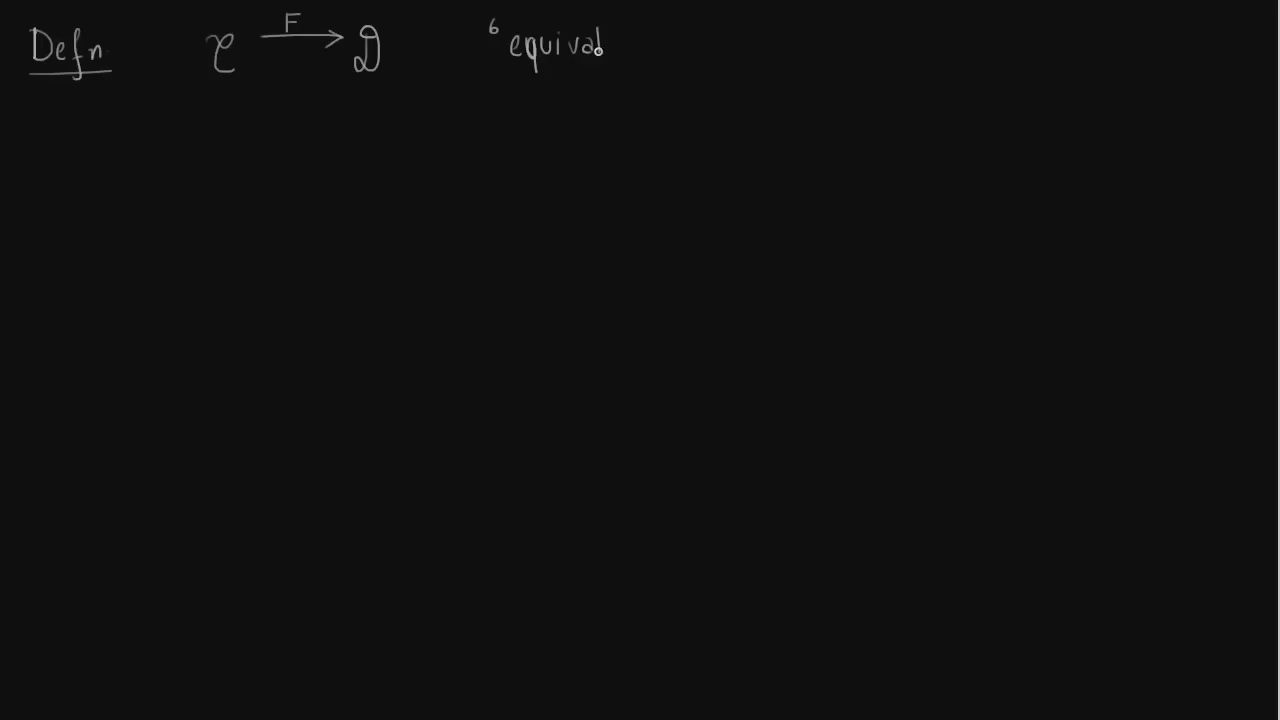 Defn 𝒞 --F--> 𝒟 ‘equival